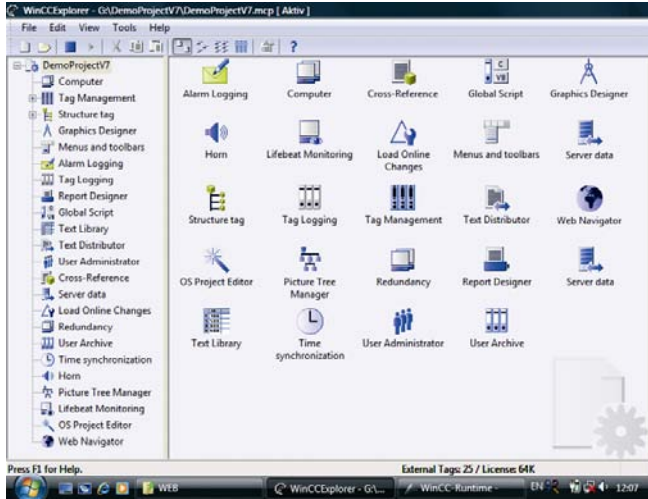 WinCCExplorer - G:\DemoProjectV7\DemoProjectV7.mcp [ Aktiv ]
File Edit View Tools Help
DemoProjectV7
Computer
Tag Management
Structure tag
Graphics Designer
Menus and toolbars
Alarm Logging
Tag Logging
Report Designer
Global Script
Text Library
Text Distributor
User Administrator
Cross-Reference
Server data
Load Online Changes
Redundancy
User Archive
Time synchronization
Horn
Picture Tree Manager
Lifebeat Monitoring
OS Project Editor
Web Navigator
Alarm Logging
Computer
Cross-Reference
C
VB
Global Script
Graphics Designer
Horn
Lifebeat Monitoring
Load Online
Changes
Menus and toolbars
Server data
Structure tag
Tag Logging
Tag Management
Text Distributor
Web Navigator
OS Project Editor
Picture Tree
Manager
Redundancy
Report Designer
Server data
Text Library
Time
synchronization
User Administrator
User Archive
Press F1 for Help.
External Tags: 25 / License: 64K
WEB
WinCCExplorer - G:\...
WinCC-Runtime -
EN
12:07